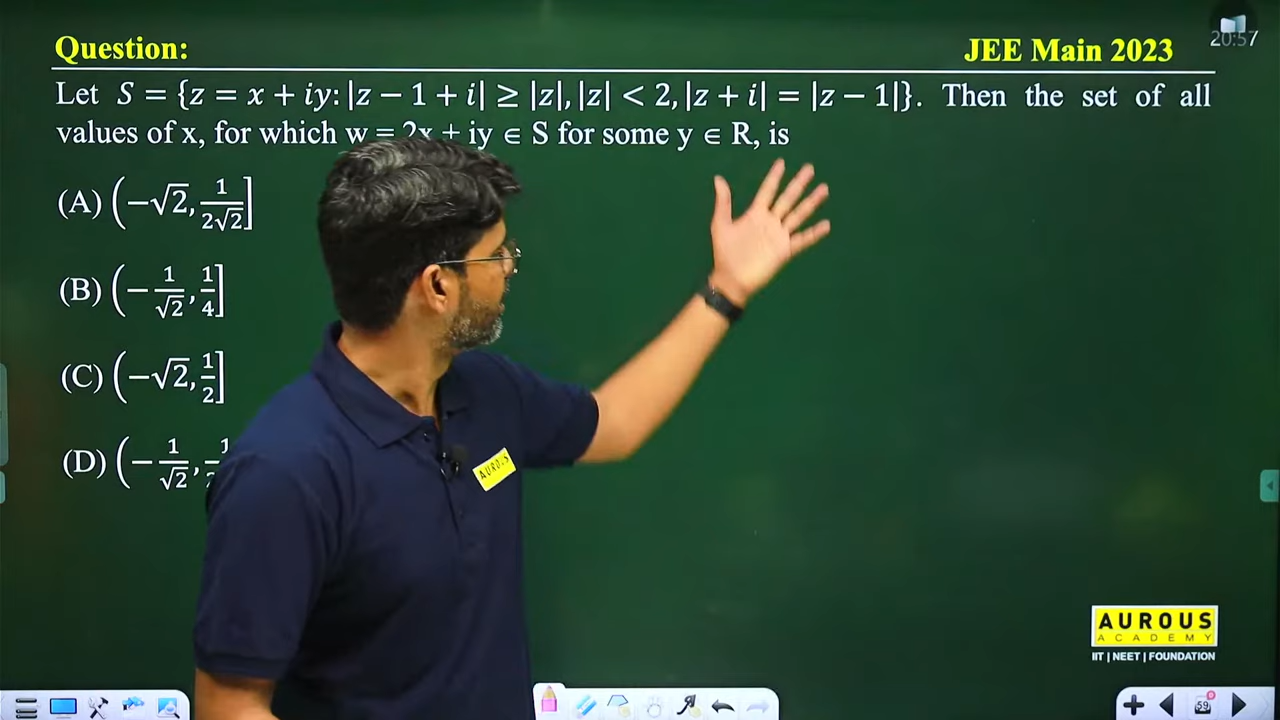 20:57
Question:
JEE Main 2023
Let S = {z = x + iy: |z − 1 + i| ≥ |z|, |z| < 2, |z + i| = |z − 1|}. Then the set of all
values of x, for which w = 2x + iy ∈ S for some y ∈ R, is
(A) (−√2, 1/2√2]
(B) (−1/√2, 1/4]
(C) (−√2, 1/2]
(D) (−1/√2,
AUROUS
AUROUS
ACADEMY
IIT | NEET | FOUNDATION
59